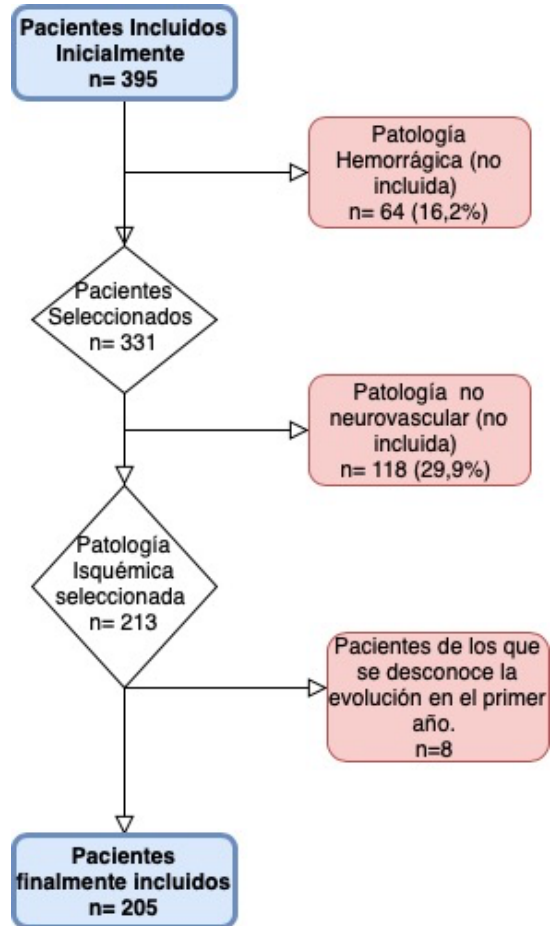 Pacientes Incluidos
Inicialmente
n= 395
Patología
Hemorrágica (no
incluida)
n= 64 (16,2%)
Pacientes
Seleccionados
n= 331
Patología no
neurovascular (no
incluida)
n= 118 (29,9%)
Patología
Isquémica
seleccionada
n= 213
Pacientes de los que
se desconoce la
evolución en el primer
año.
n=8
Pacientes
finalmente incluidos
n= 205